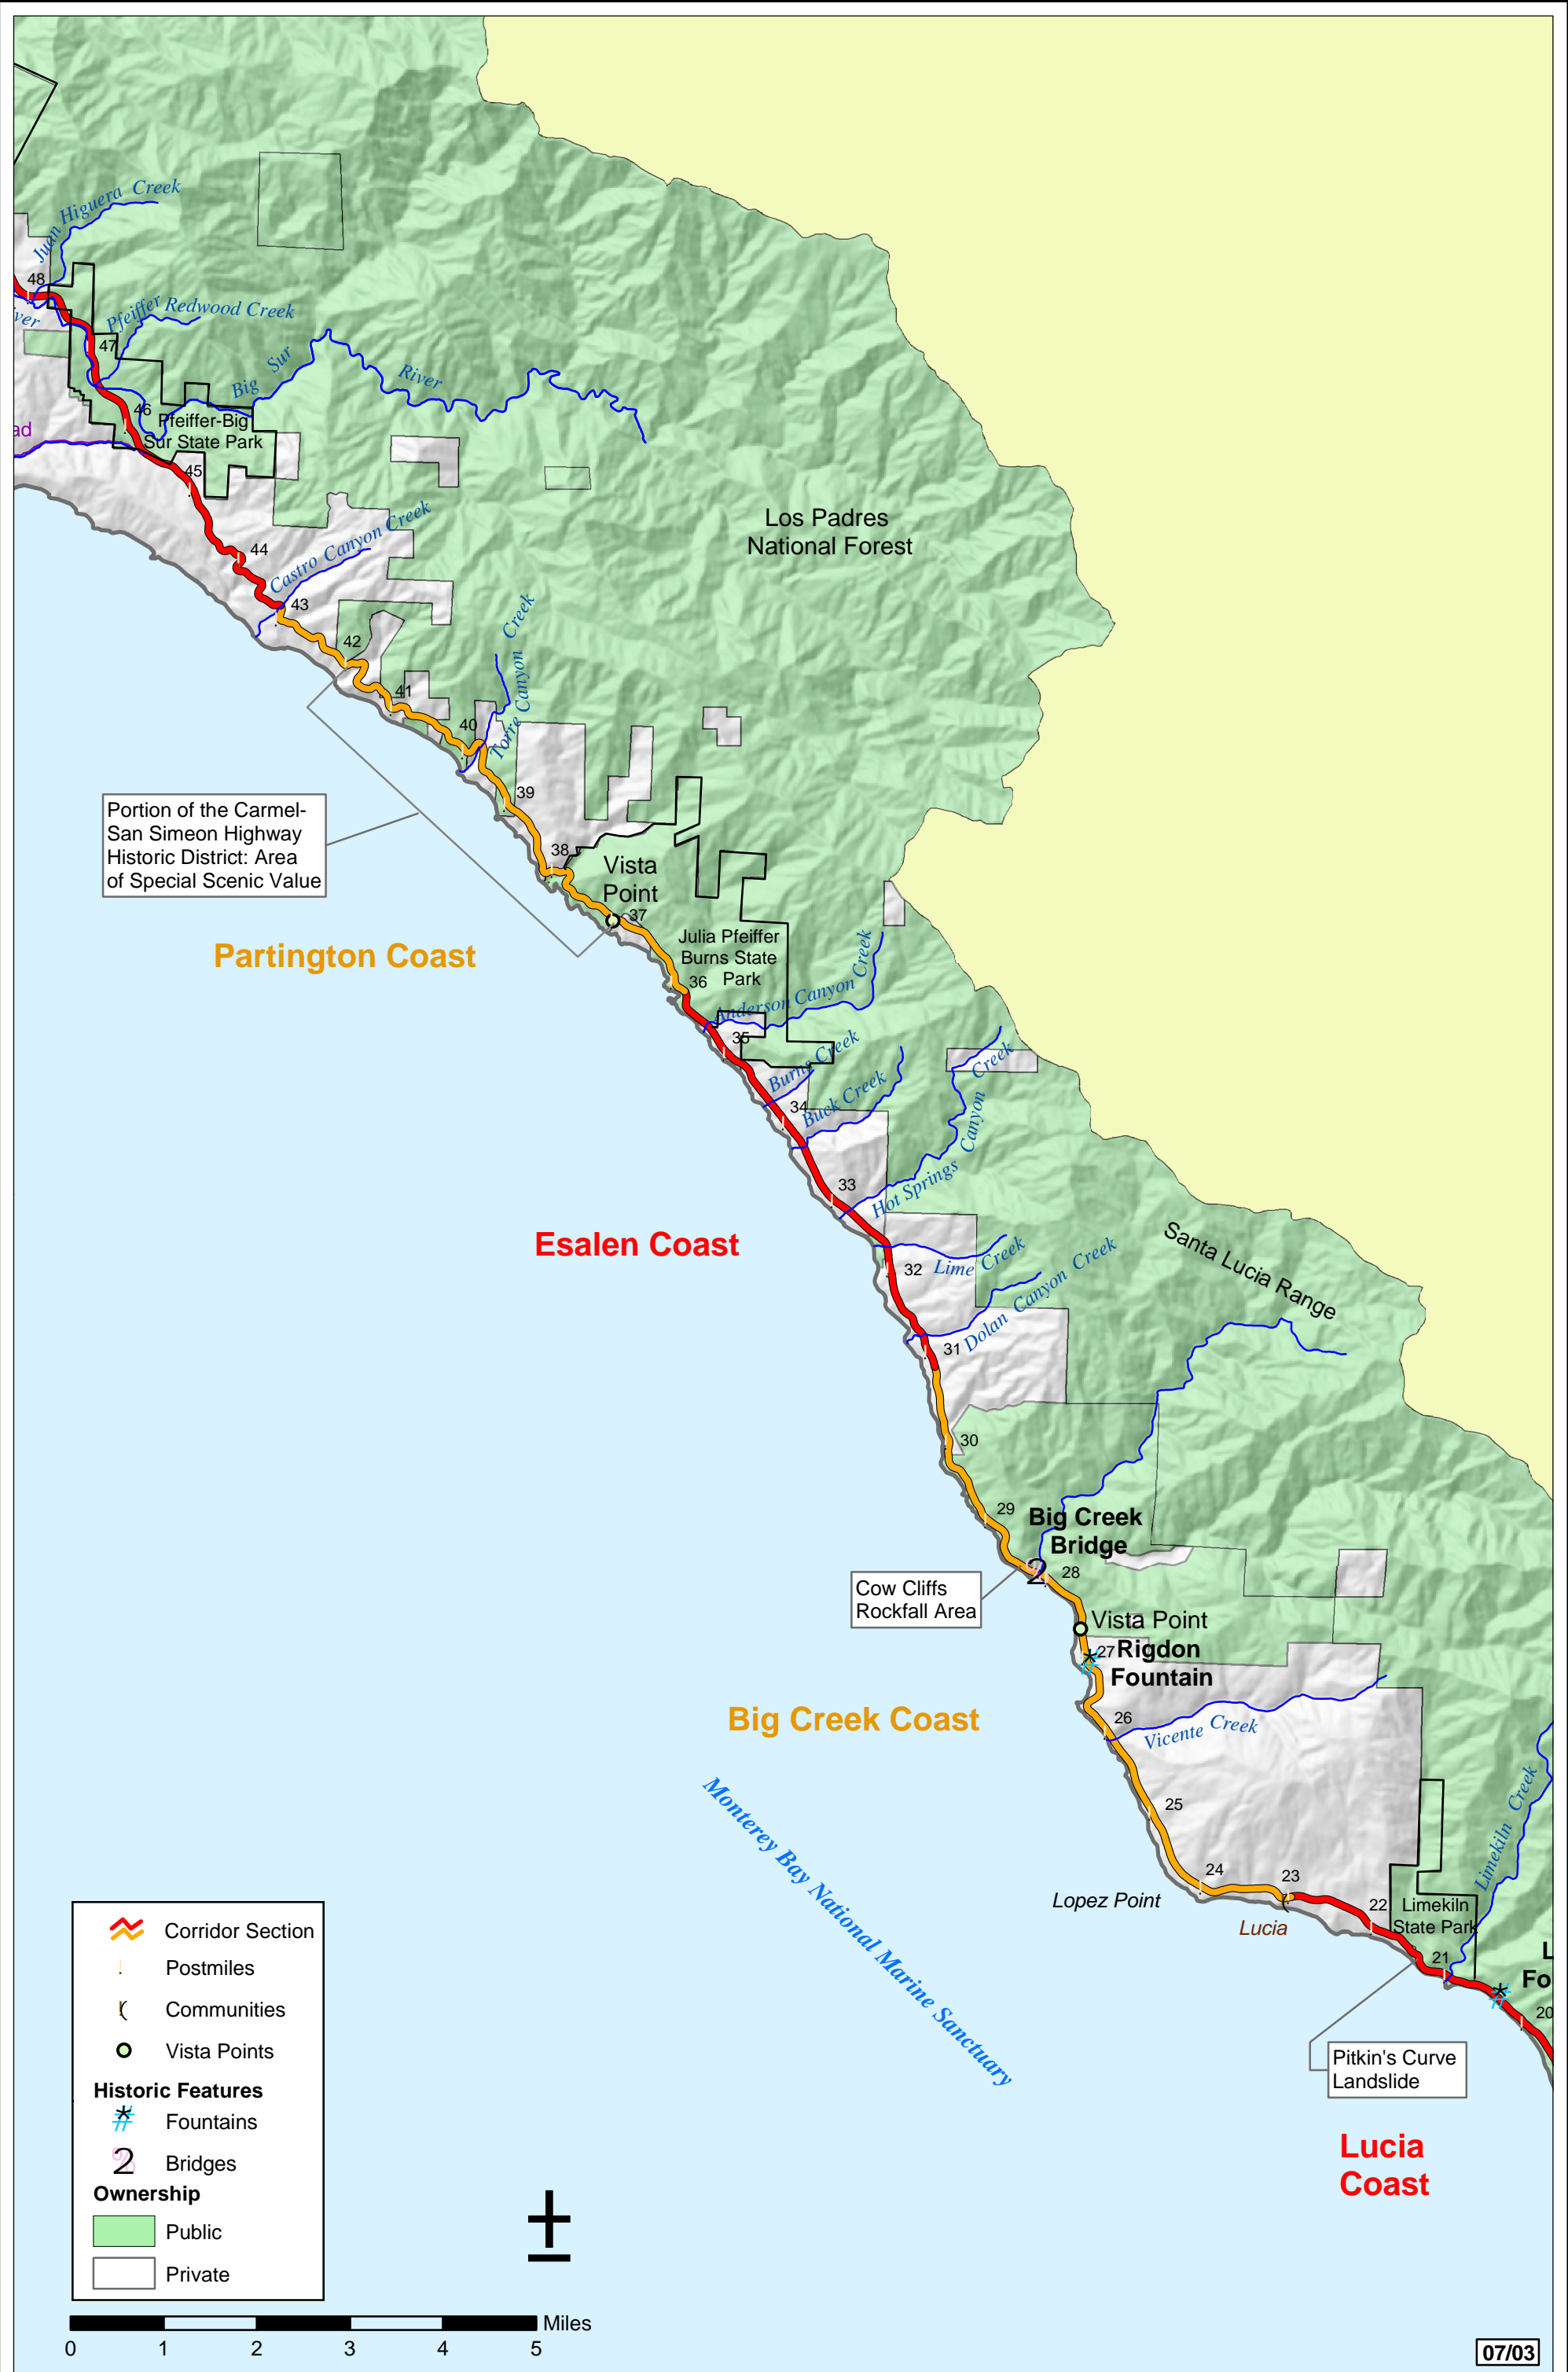 Juan Higuera Creek
48
iver
Pfeiffer Redwood Creek
47
Big Sur River
46
Pfeiffer-Big
Sur State Park
ad
45
44
Castro Canyon Creek
43
Los Padres
National Forest
42
41
40
Torre Canyon Creek
39
Portion of the Carmel-
San Simeon Highway
Historic District: Area
of Special Scenic Value
38
Vista
Point
37
Partington Coast
Julia Pfeiffer
Burns State
Park
36
Anderson Canyon Creek
35
Burns Creek
34
Buck Creek
Hot Springs Canyon Creek
33
Esalen Coast
Santa Lucia Range
32
Lime Creek
31
Dolan Canyon Creek
30
29
Big Creek
Bridge
2
28
Cow Cliffs
Rockfall Area
Vista Point
27
Rigdon
Fountain
Big Creek Coast
26
Vicente Creek
25
Monterey Bay National Marine Sanctuary
24
23
Lopez Point
Lucia
22
Limekiln
State Park
Limekiln Creek
21
L
Fo
20
Pitkin's Curve
Landslide
Lucia
Coast
Corridor Section
Postmiles
Communities
Vista Points
Historic Features
# Fountains
2 Bridges
Ownership
Public
Private
Miles
0 1 2 3 4 5
07/03